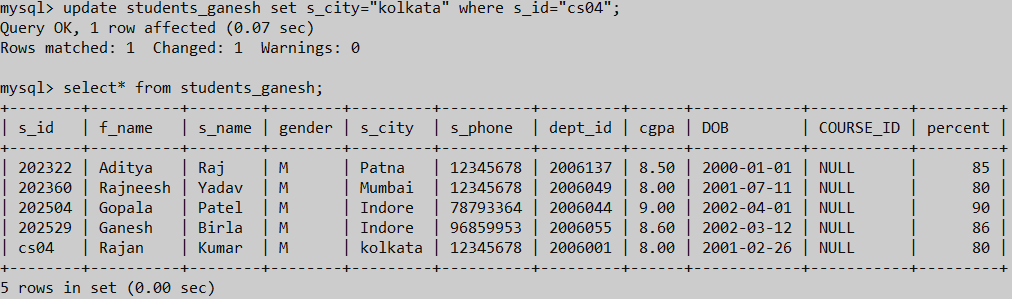 mysql> update students_ganesh set s_city="kolkata" where s_id="cs04";
Query OK, 1 row affected (0.07 sec)
Rows matched: 1  Changed: 1  Warnings: 0
mysql> select* from students_ganesh;
+--------+----------+--------+--------+---------+----------+---------+------+------------+-----------+---------+
| s_id   | f_name   | s_name | gender | s_city  | s_phone  | dept_id | cgpa | DOB        | COURSE_ID | percent |
+--------+----------+--------+--------+---------+----------+---------+------+------------+-----------+---------+
| 202322 | Aditya   | Raj    | M      | Patna   | 12345678 | 2006137 | 8.50 | 2000-01-01 | NULL      |      85 |
| 202360 | Rajneesh | Yadav  | M      | Mumbai  | 12345678 | 2006049 | 8.00 | 2001-07-11 | NULL      |      80 |
| 202504 | Gopala   | Patel  | M      | Indore  | 78793364 | 2006044 | 9.00 | 2002-04-01 | NULL      |      90 |
| 202529 | Ganesh   | Birla  | M      | Indore  | 96859953 | 2006055 | 8.60 | 2002-03-12 | NULL      |      86 |
| cs04   | Rajan    | Kumar  | M      | kolkata | 12345678 | 2006001 | 8.00 | 2001-02-26 | NULL      |      80 |
+--------+----------+--------+--------+---------+----------+---------+------+------------+-----------+---------+
5 rows in set (0.00 sec)